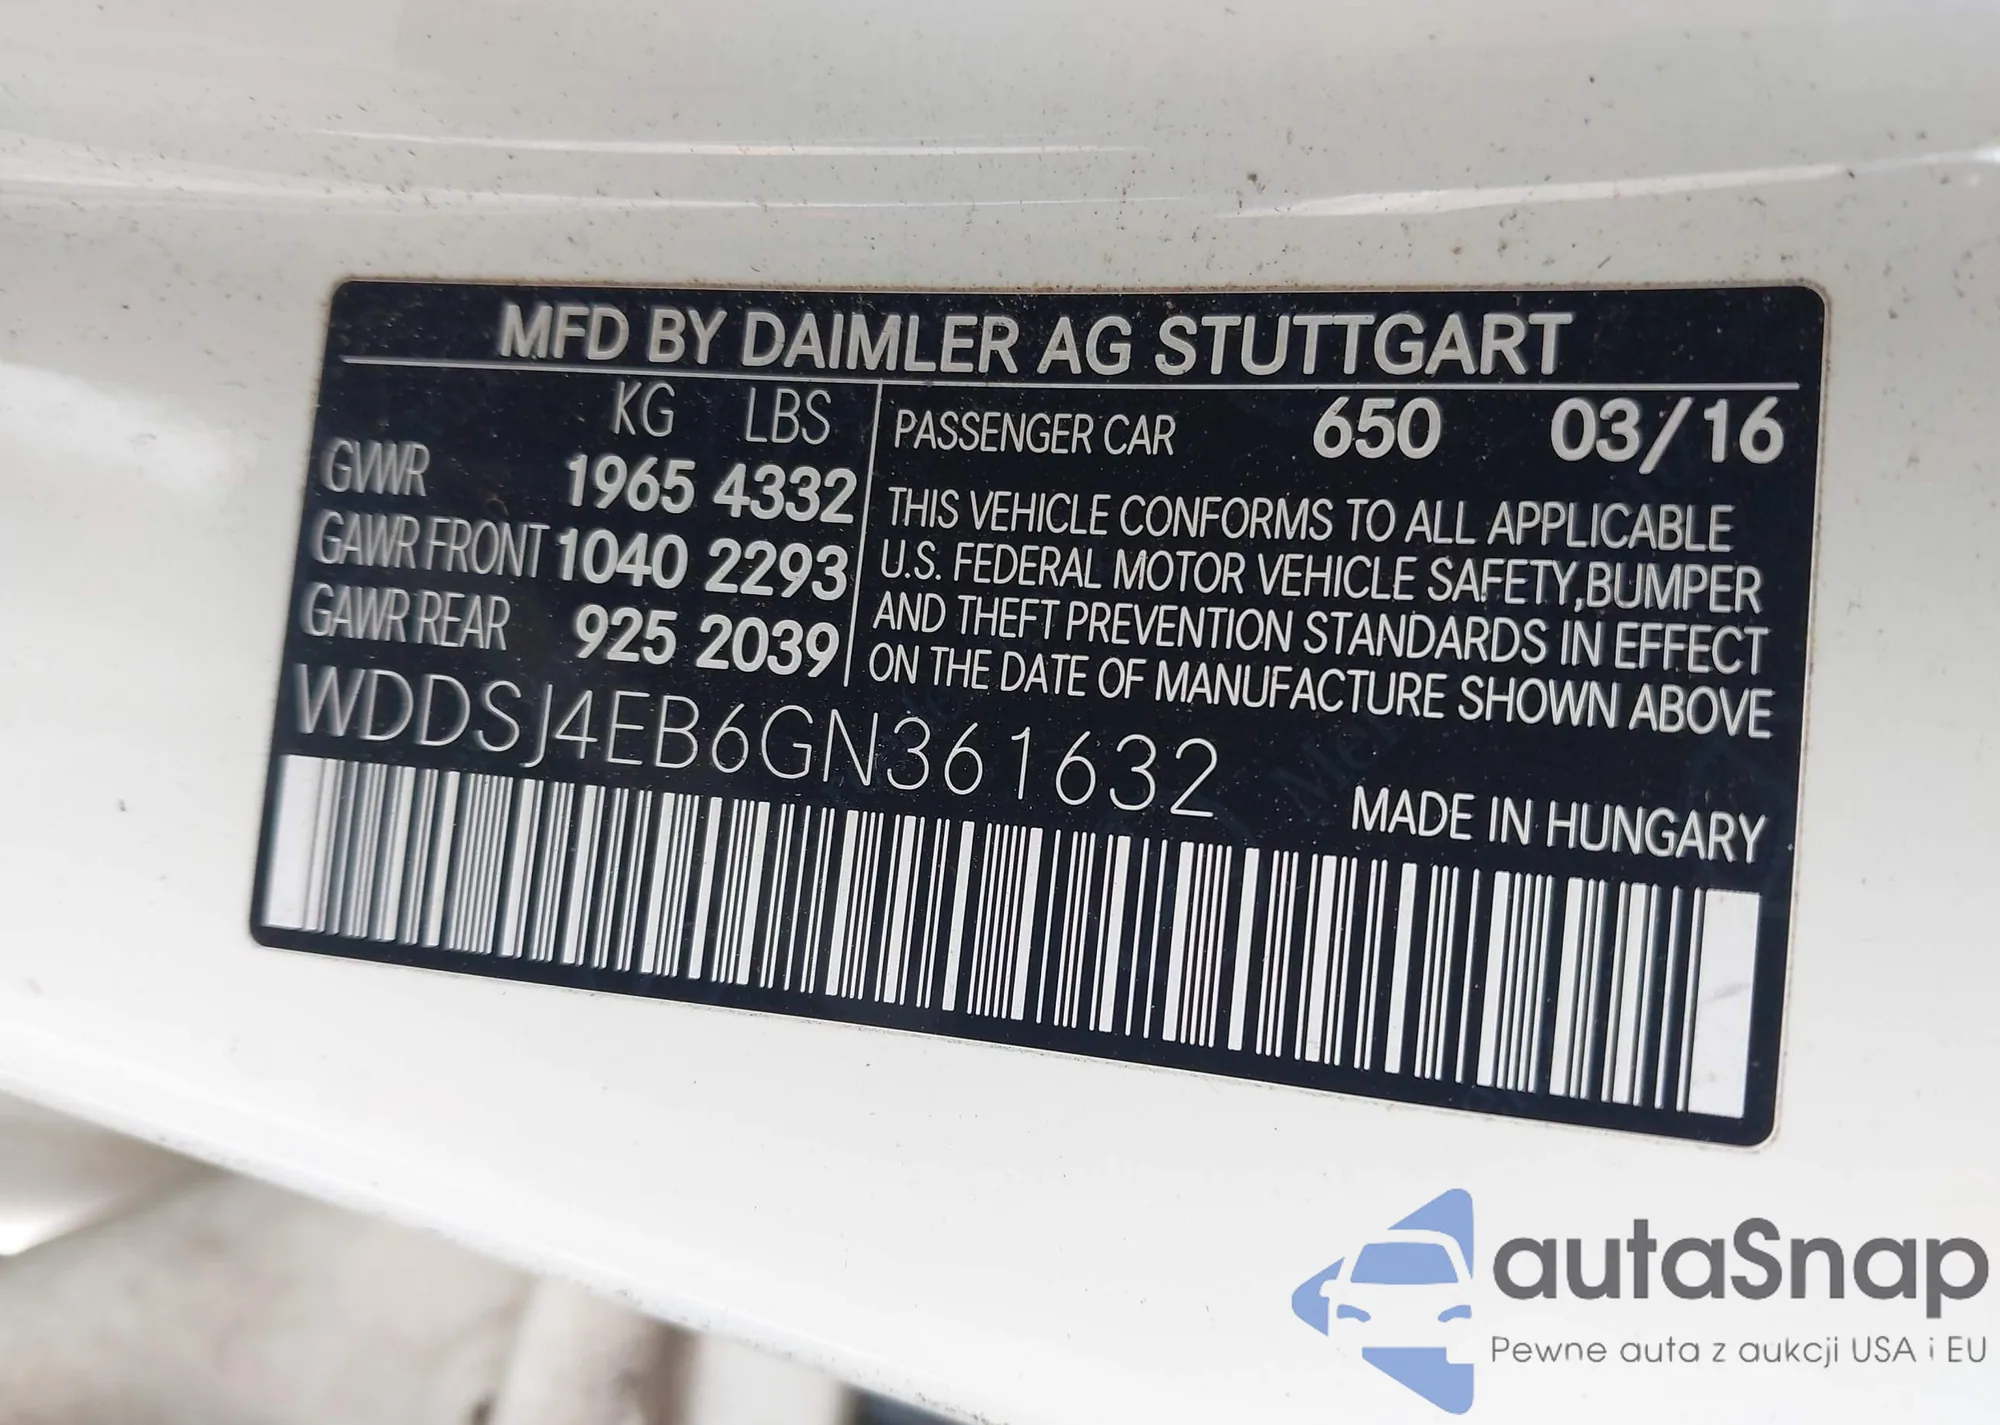 MFD BY DAIMLER AG STUTTGART
KG LBS
GVWR 1965 4332
GAWR FRONT 1040 2293
GAWR REAR 925 2039
PASSENGER CAR 650 03/16
THIS VEHICLE CONFORMS TO ALL APPLICABLE
U.S. FEDERAL MOTOR VEHICLE SAFETY,BUMPER
AND THEFT PREVENTION STANDARDS IN EFFECT
ON THE DATE OF MANUFACTURE SHOWN ABOVE
WDDSJ4EB6GN361632
MADE IN HUNGARY
autaSnap
Pewne auta z aukcji USA i EU